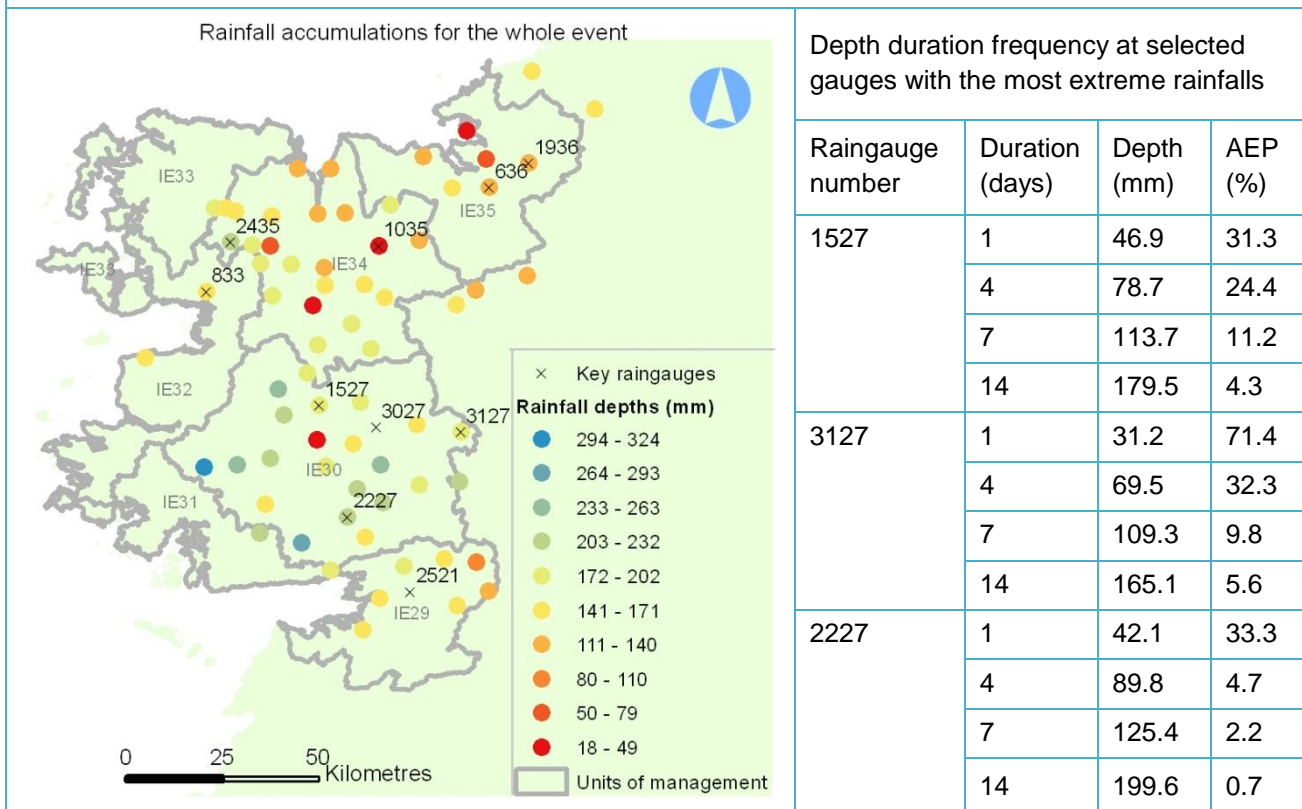 Rainfall accumulations for the whole event
1936
636
IE33
IE35
2435
1035
IE34
IE33
833
IE32
1527
3027
3127
IE30
IE31
2227
2521
IE29
× Key raingauges
Rainfall depths (mm)
294 - 324
264 - 293
233 - 263
203 - 232
172 - 202
141 - 171
111 - 140
80 - 110
50 - 79
18 - 49
Units of management
0 25 50
Kilometres
Depth duration frequency at selected
gauges with the most extreme rainfalls
Raingauge number Duration (days) Depth (mm) AEP (%)
1527 1 46.9 31.3
4 78.7 24.4
7 113.7 11.2
14 179.5 4.3
3127 1 31.2 71.4
4 69.5 32.3
7 109.3 9.8
14 165.1 5.6
2227 1 42.1 33.3
4 89.8 4.7
7 125.4 2.2
14 199.6 0.7